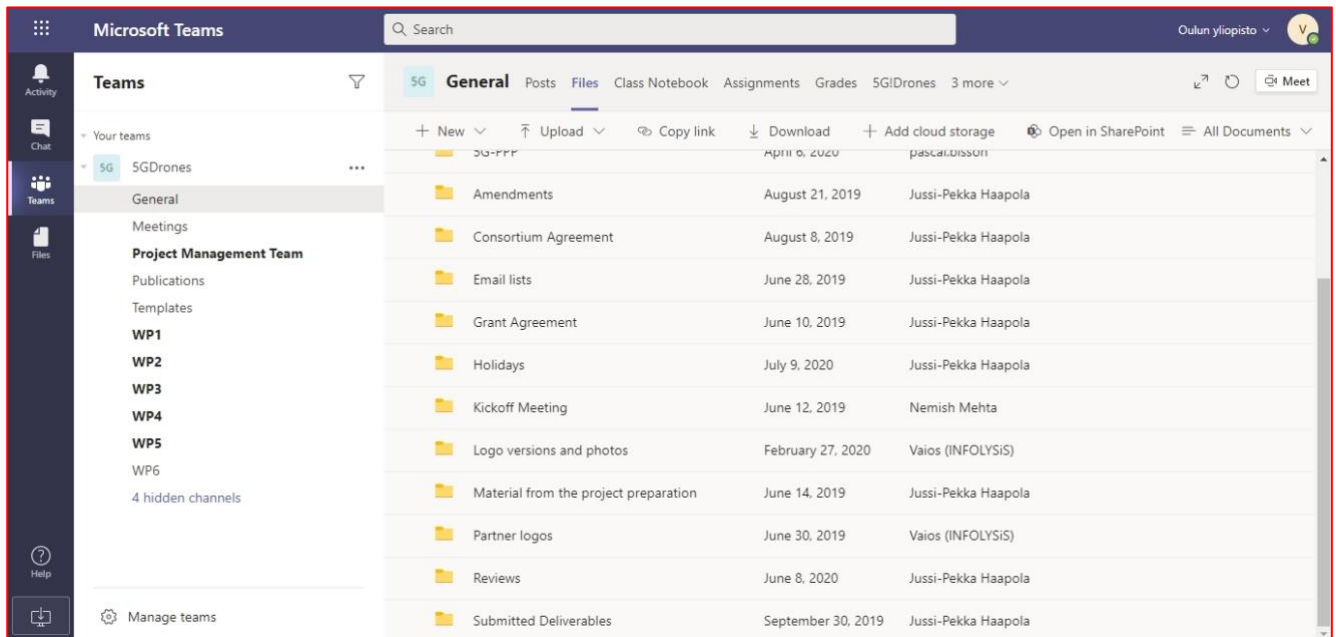 Microsoft Teams
Search
Oulun yliopisto
V
Activity
Chat
Teams
Files
Help
Teams
Your teams
5G 5GDrones ...
General
Meetings
Project Management Team
Publications
Templates
WP1
WP2
WP3
WP4
WP5
WP6
4 hidden channels
Manage teams
5G General Posts Files Class Notebook Assignments Grades 5G!Drones 3 more
Meet
+ New Upload Copy link Download + Add cloud storage Open in SharePoint All Documents
5G-PPP April 6, 2020 pascal.bisson
Amendments August 21, 2019 Jussi-Pekka Haapola
Consortium Agreement August 8, 2019 Jussi-Pekka Haapola
Email lists June 28, 2019 Jussi-Pekka Haapola
Grant Agreement June 10, 2019 Jussi-Pekka Haapola
Holidays July 9, 2020 Jussi-Pekka Haapola
Kickoff Meeting June 12, 2019 Nemish Mehta
Logo versions and photos February 27, 2020 Vaios (INFOLYSiS)
Material from the project preparation June 14, 2019 Jussi-Pekka Haapola
Partner logos June 30, 2019 Vaios (INFOLYSiS)
Reviews June 8, 2020 Jussi-Pekka Haapola
Submitted Deliverables September 30, 2019 Jussi-Pekka Haapola